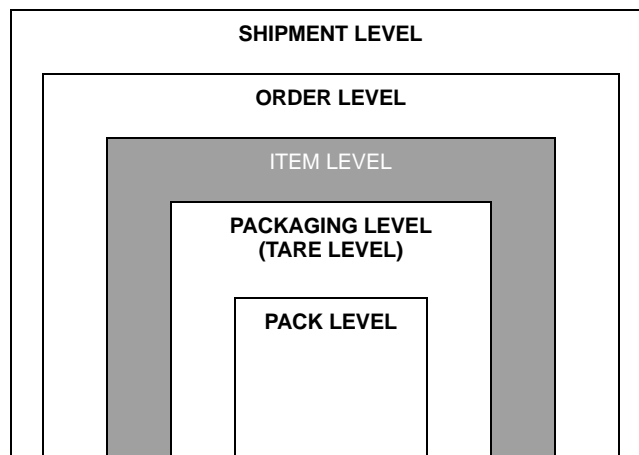 SHIPMENT LEVEL
ORDER LEVEL
ITEM LEVEL
PACKAGING LEVEL
(TARE LEVEL)
PACK LEVEL